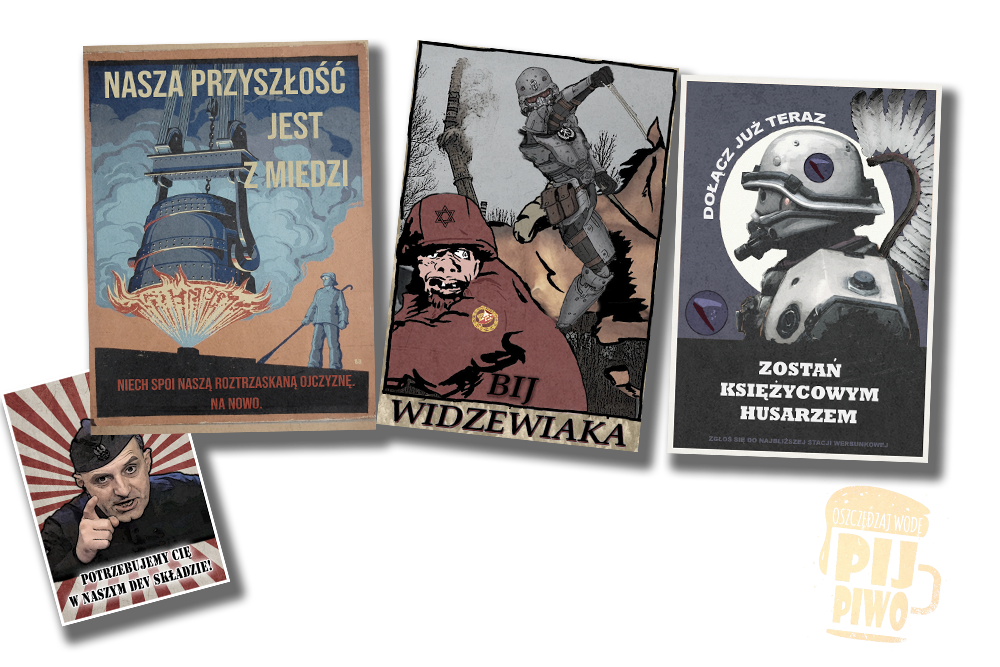 NASZA PRZYSZŁOŚĆ
JEST
Z MIEDZI
NIECH SPOI NASZĄ ROZTRZASKANĄ OJCZYZNĘ.
NA NOWO.
BIJ
WIDZEWIAKA
DOŁĄCZ JUŻ TERAZ
ZOSTAŃ
KSIĘŻYCOWYM
HUSARZEM
ZGŁOŚ SIĘ DO NAJBLIŻSZEJ STACJI WERBUNKOWEJ
POTRZEBUJEMY CIĘ
W NASZYM DEV SKŁADZIE!
OSZCZĘDZAJ WODĘ
PIJ
PIWO